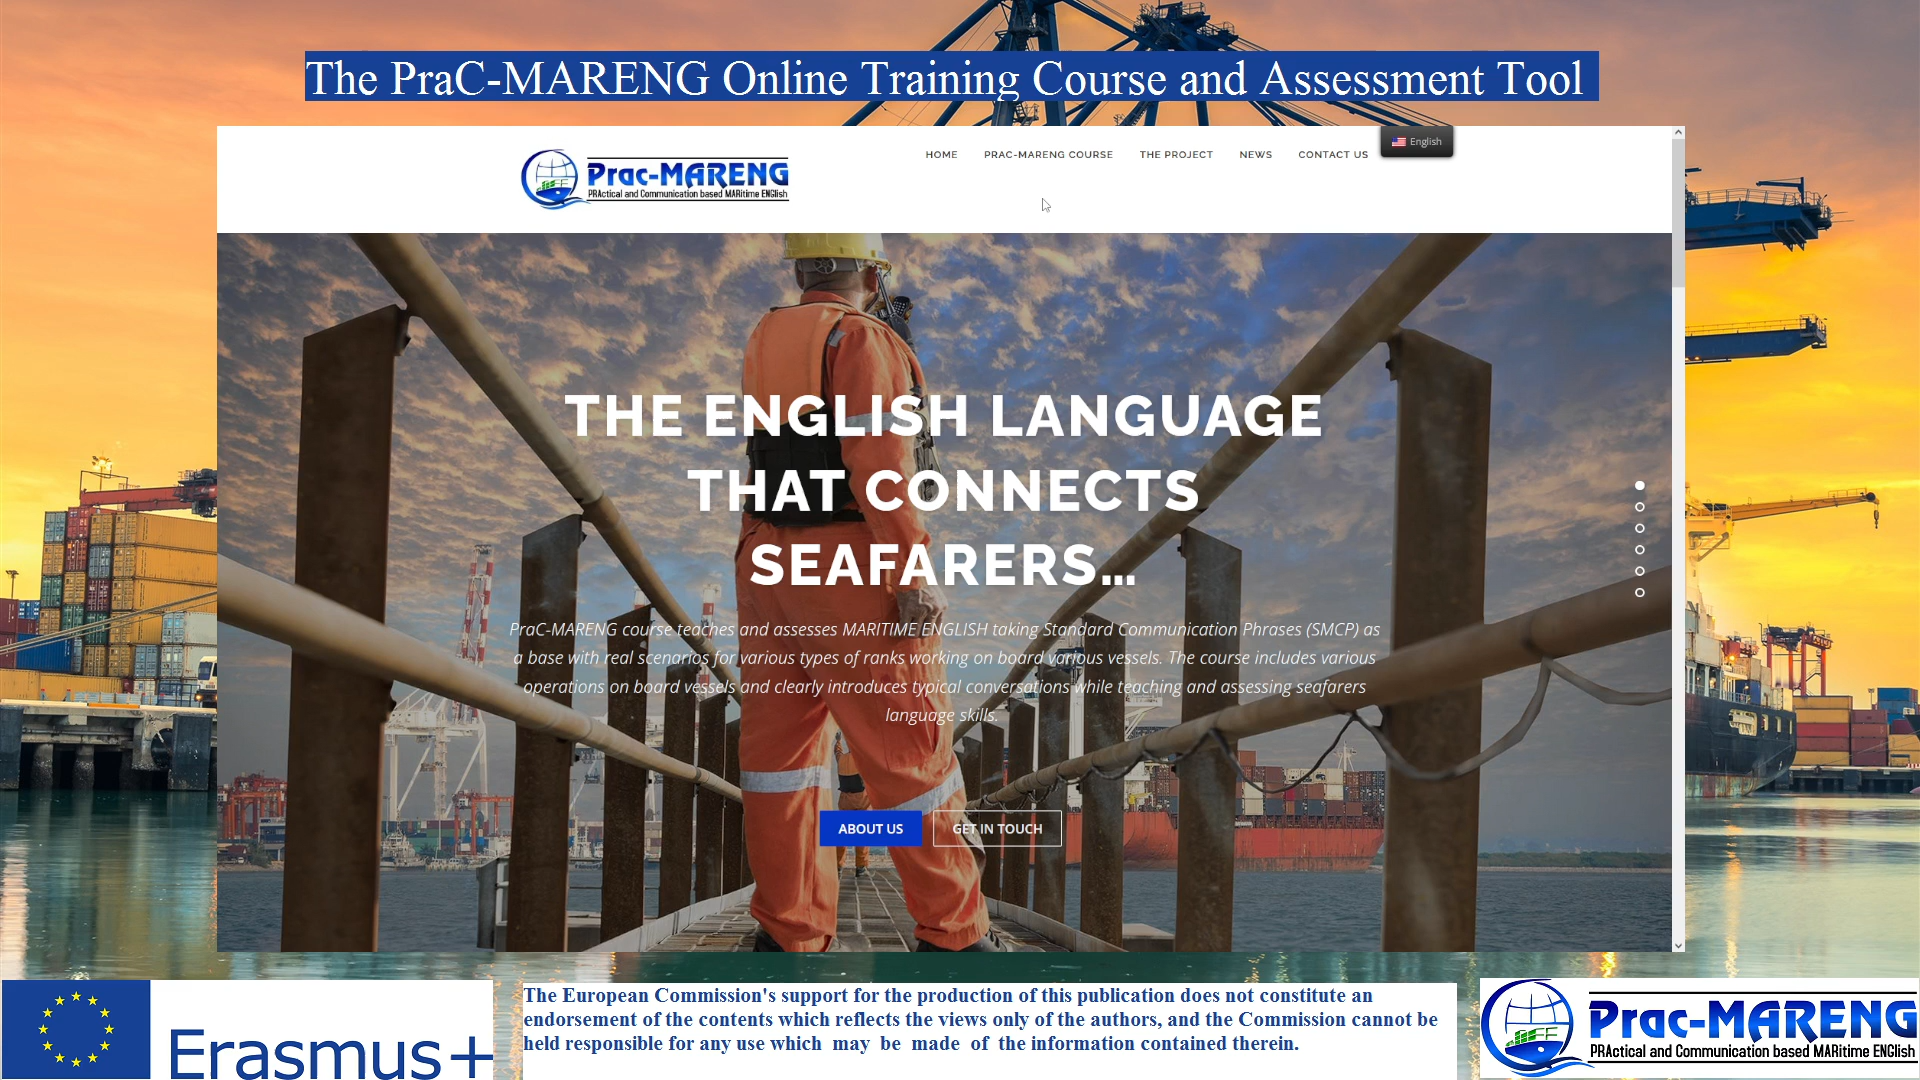 The PraC-MARENG Online Training Course and Assessment Tool
Prac-MARENG
PRActical and Communication based MARitime ENGlish
HOME PRAC-MARENG COURSE THE PROJECT NEWS CONTACT US English
THE ENGLISH LANGUAGE
THAT CONNECTS
SEAFARERS...
PraC-MARENG course teaches and assesses MARITIME ENGLISH taking Standard Communication Phrases (SMCP) as
a base with real scenarios for various types of ranks working on board various vessels. The course includes various
operations on board vessels and clearly introduces typical conversations while teaching and assessing seafarers
language skills.
ABOUT US GET IN TOUCH
Erasmus+
The European Commission's support for the production of this publication does not constitute an
endorsement of the contents which reflects the views only of the authors, and the Commission cannot be
held responsible for any use which may be made of the information contained therein.
Prac-MARENG
PRActical and Communication based MARitime ENGlish